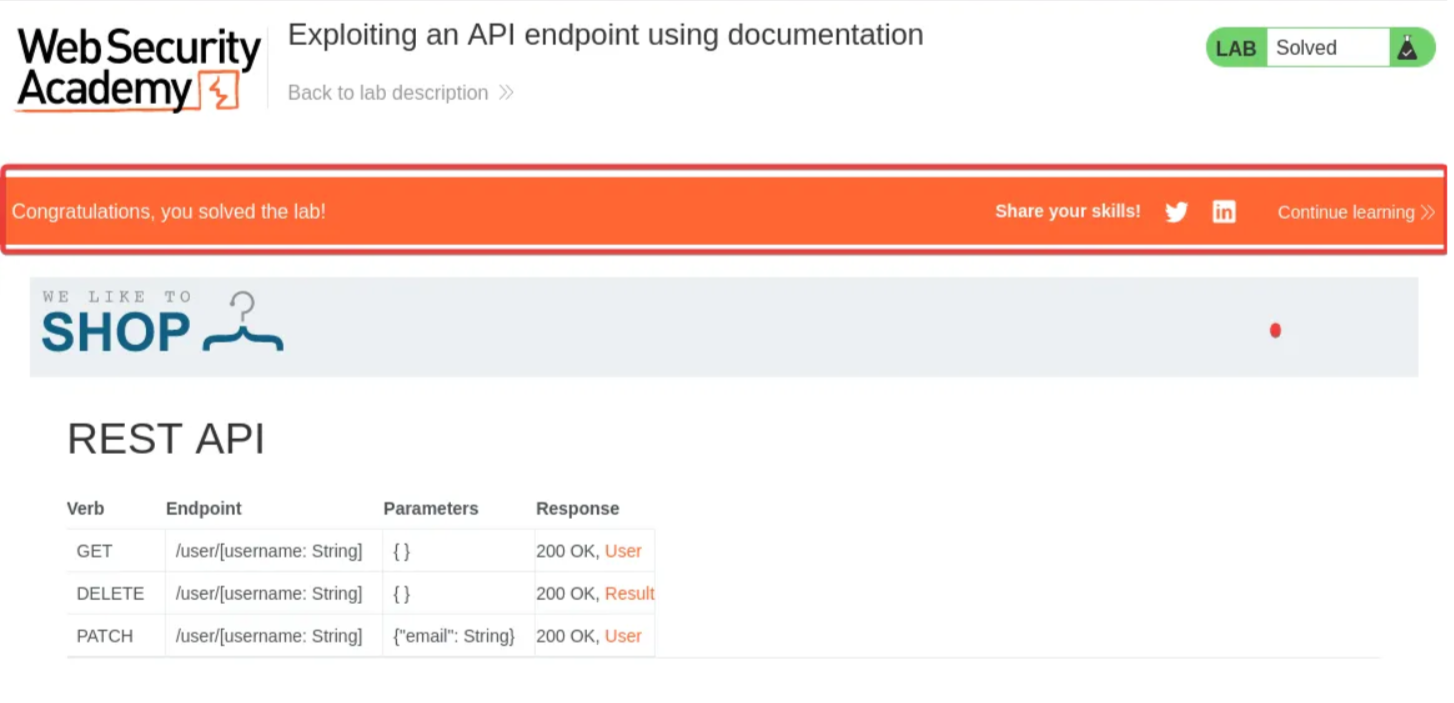 Web Security
Academy
Exploiting an API endpoint using documentation
Back to lab description
LAB Solved
Congratulations, you solved the lab!
Share your skills! in Continue learning
WE LIKE TO
SHOP
REST API
Verb Endpoint Parameters Response
GET /user/[username: String] { } 200 OK, User
DELETE /user/[username: String] { } 200 OK, Result
PATCH /user/[username: String] {"email": String} 200 OK, User